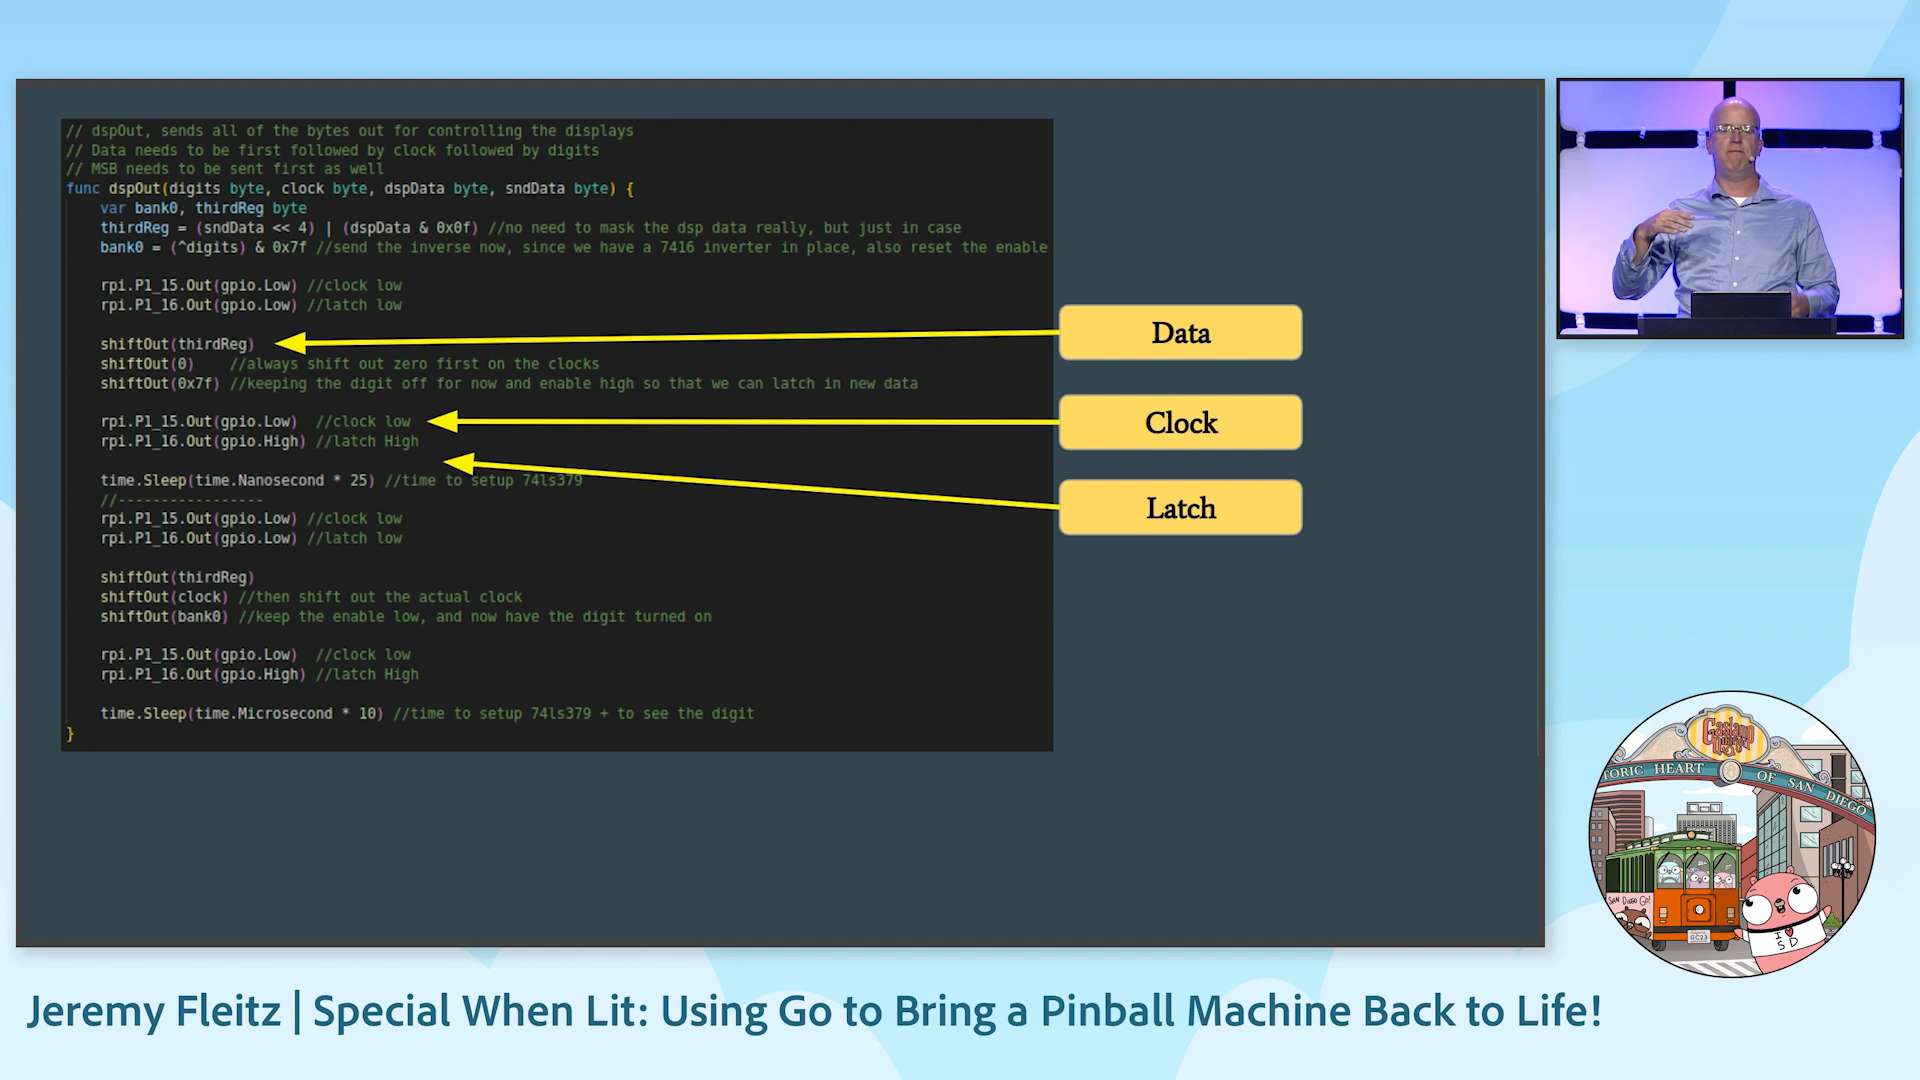 // dspOut, sends all of the bytes out for controlling the displays
// Data needs to be first followed by clock followed by digits
// MSB needs to be sent first as well
func dspOut(digits byte, clock byte, dspData byte, sndData byte) {
var bank0, thirdReg byte
thirdReg = (sndData << 4) | (dspData & 0x0f) //no need to mask the dsp data really, but just in case
bank0 = (^digits) & 0x7f //send the inverse now, since we have a 7416 inverter in place, also reset the enable
rpi.P1_15.Out(gpio.Low) //clock low
rpi.P1_16.Out(gpio.Low) //latch low
shiftOut(thirdReg)
shiftOut(0) //always shift out zero first on the clocks
shiftOut(0x7f) //keeping the digit off for now and enable high so that we can latch in new data
rpi.P1_15.Out(gpio.Low) //clock low
rpi.P1_16.Out(gpio.High) //latch High
time.Sleep(time.Nanosecond * 25) //time to setup 74ls379
//-----------------
rpi.P1_15.Out(gpio.Low) //clock low
rpi.P1_16.Out(gpio.Low) //latch low
shiftOut(thirdReg)
shiftOut(clock) //then shift out the actual clock
shiftOut(bank0) //keep the enable low, and now have the digit turned on
rpi.P1_15.Out(gpio.Low) //clock low
rpi.P1_16.Out(gpio.High) //latch High
time.Sleep(time.Microsecond * 10) //time to setup 74ls379 + to see the digit
}
Data
Clock
Latch
Gaslamp
TORIC HEART OF SAN DIEGO
SAN DIEGO GO!
GC23
I
SD
Jeremy Fleitz | Special When Lit: Using Go to Bring a Pinball Machine Back to Life!